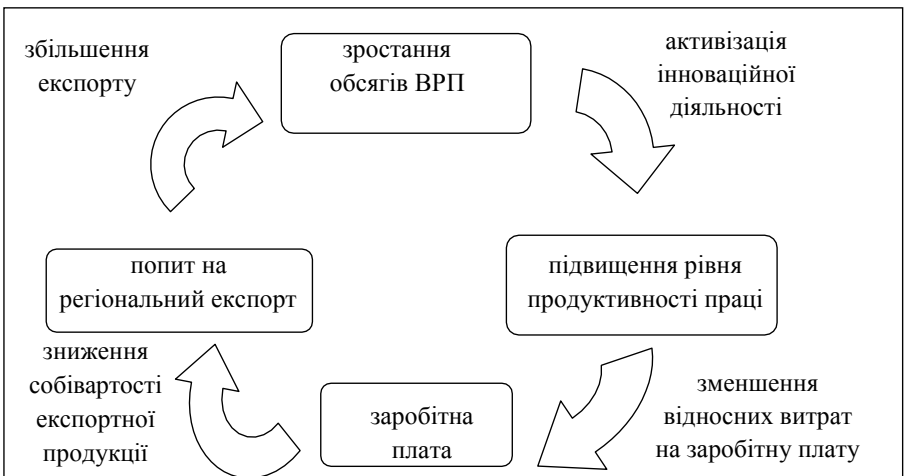 збільшення
експорту
зростання
обсягів ВРП
активізація
інноваційної
діяльності
попит на
регіональний експорт
підвищення рівня
продуктивності праці
зниження
собівартості
експортної
продукції
заробітна
плата
зменшення
відносних витрат
на заробітну плату